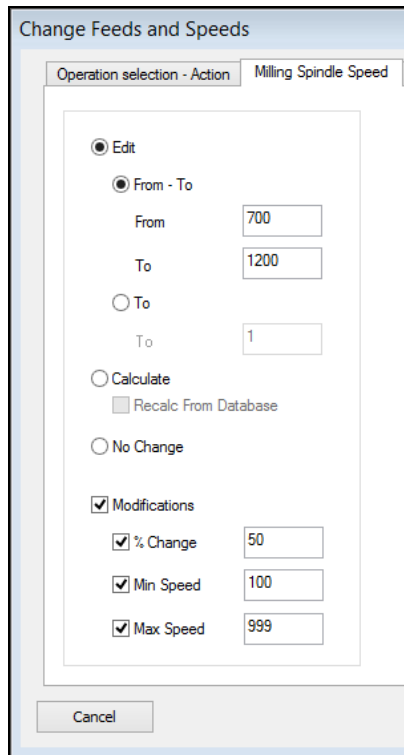 Change Feeds and Speeds
Operation selection - Action Milling Spindle Speed
Edit
From - To
From 700
To 1200
To
To 1
Calculate
Recalc From Database
No Change
Modifications
% Change 50
Min Speed 100
Max Speed 999
Cancel